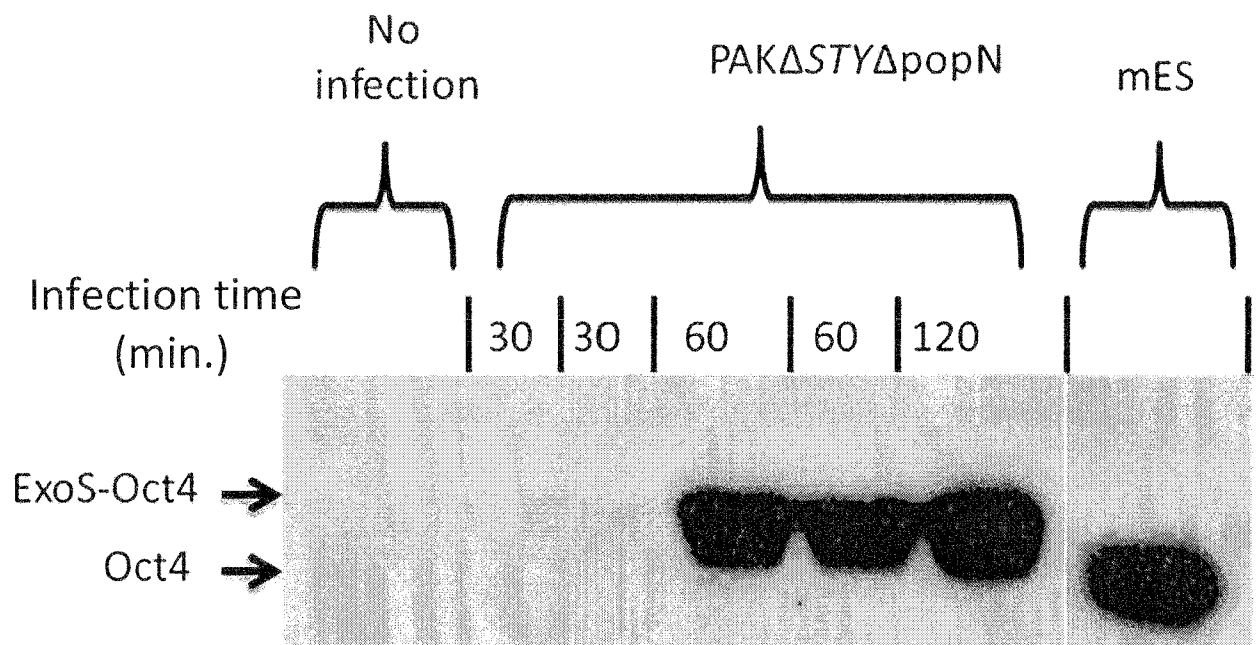 No
infection
PAKΔSTYΔpopN
mES
Infection time
(min.)
30 30 60 60 120
ExoS-Oct4
Oct4